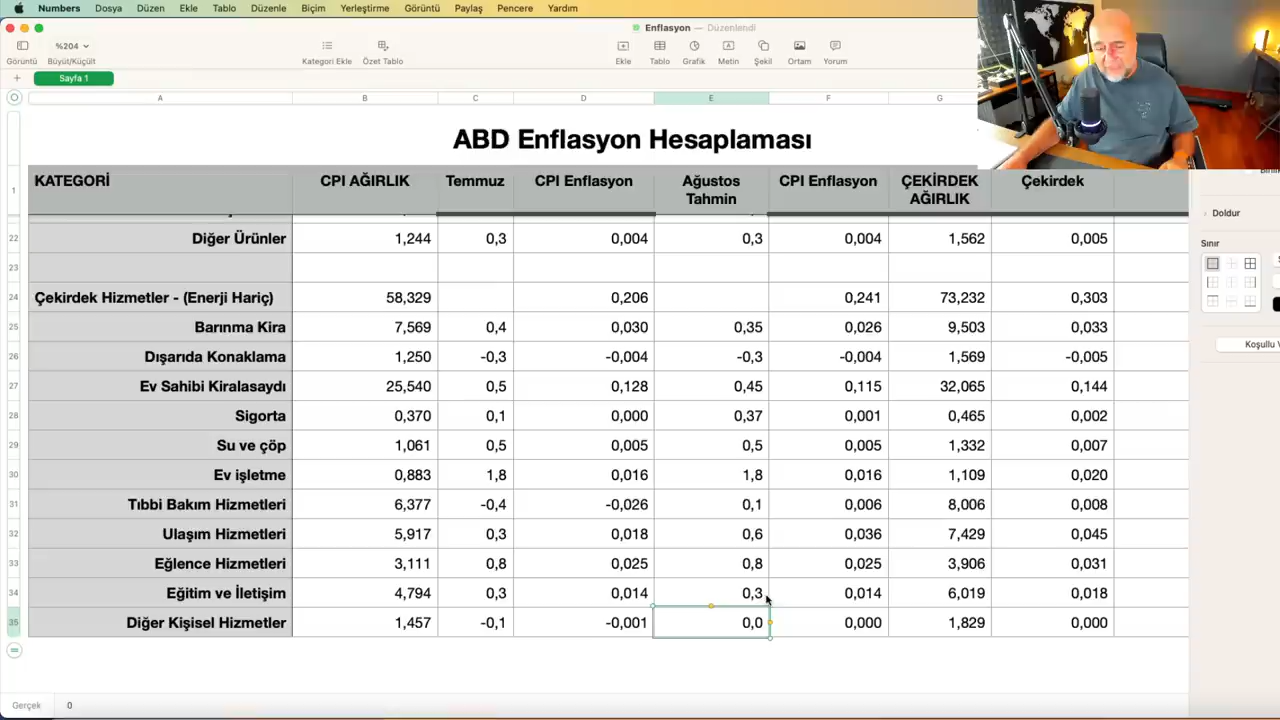 Numbers Dosya Düzen Ekle Tablo Düzenle Biçim Yerleştirme Görüntü Paylaş Pencere Yardım
Enflasyon — Düzenlendi
%204
Görüntü Büyüt/Küçült Kategori Ekle Özet Tablo Ekle Tablo Grafik Metin Şekil Ortam Yorum
Sayfa 1
A B C D E F G
ABD Enflasyon Hesaplaması
1 KATEGORİ CPI AĞIRLIK Temmuz CPI Enflasyon Ağustos Tahmin CPI Enflasyon ÇEKİRDEK AĞIRLIK Çekirdek
22 Diğer Ürünler 1,244 0,3 0,004 0,3 0,004 1,562 0,005
23
24 Çekirdek Hizmetler - (Enerji Hariç) 58,329 0,206 0,241 73,232 0,303
25 Barınma Kira 7,569 0,4 0,030 0,35 0,026 9,503 0,033
26 Dışarıda Konaklama 1,250 -0,3 -0,004 -0,3 -0,004 1,569 -0,005
27 Ev Sahibi Kiralasaydı 25,540 0,5 0,128 0,45 0,115 32,065 0,144
28 Sigorta 0,370 0,1 0,000 0,37 0,001 0,465 0,002
29 Su ve çöp 1,061 0,5 0,005 0,5 0,005 1,332 0,007
30 Ev işletme 0,883 1,8 0,016 1,8 0,016 1,109 0,020
31 Tıbbi Bakım Hizmetleri 6,377 -0,4 -0,026 0,1 0,006 8,006 0,008
32 Ulaşım Hizmetleri 5,917 0,3 0,018 0,6 0,036 7,429 0,045
33 Eğlence Hizmetleri 3,111 0,8 0,025 0,8 0,025 3,906 0,031
34 Eğitim ve İletişim 4,794 0,3 0,014 0,3 0,014 6,019 0,018
35 Diğer Kişisel Hizmetler 1,457 -0,1 -0,001 0,0 0,000 1,829 0,000
Doldur
Sınır
Koşullu
Gerçek 0